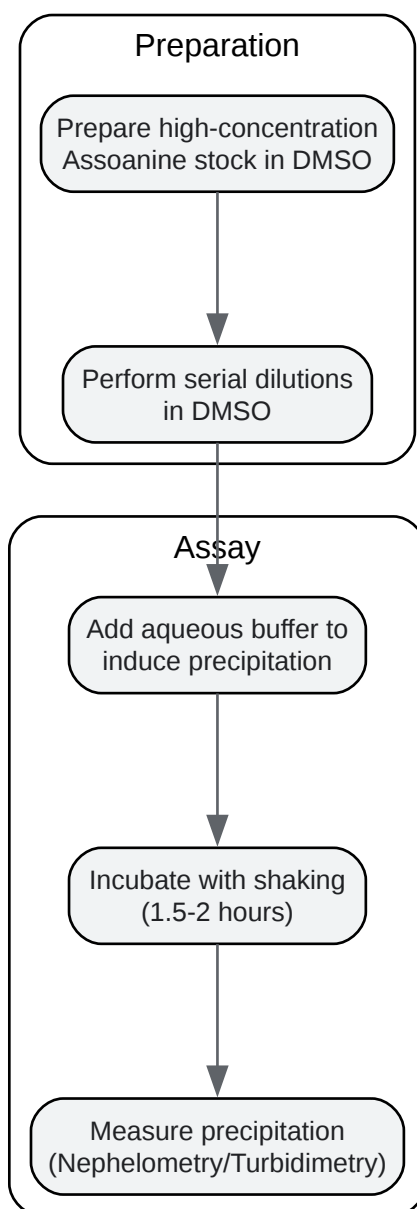 Preparation
Prepare high-concentration
Assoanine stock in DMSO
Perform serial dilutions
in DMSO
Assay
Add aqueous buffer to
induce precipitation
Incubate with shaking
(1.5-2 hours)
Measure precipitation
(Nephelometry/Turbidimetry)